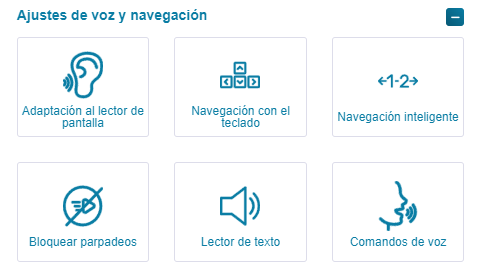 Ajustes de voz y navegación
Adaptación al lector de
pantalla
Navegación con el
teclado
←1-2→
Navegación inteligente
Bloquear parpadeos
Lector de texto
Comandos de voz